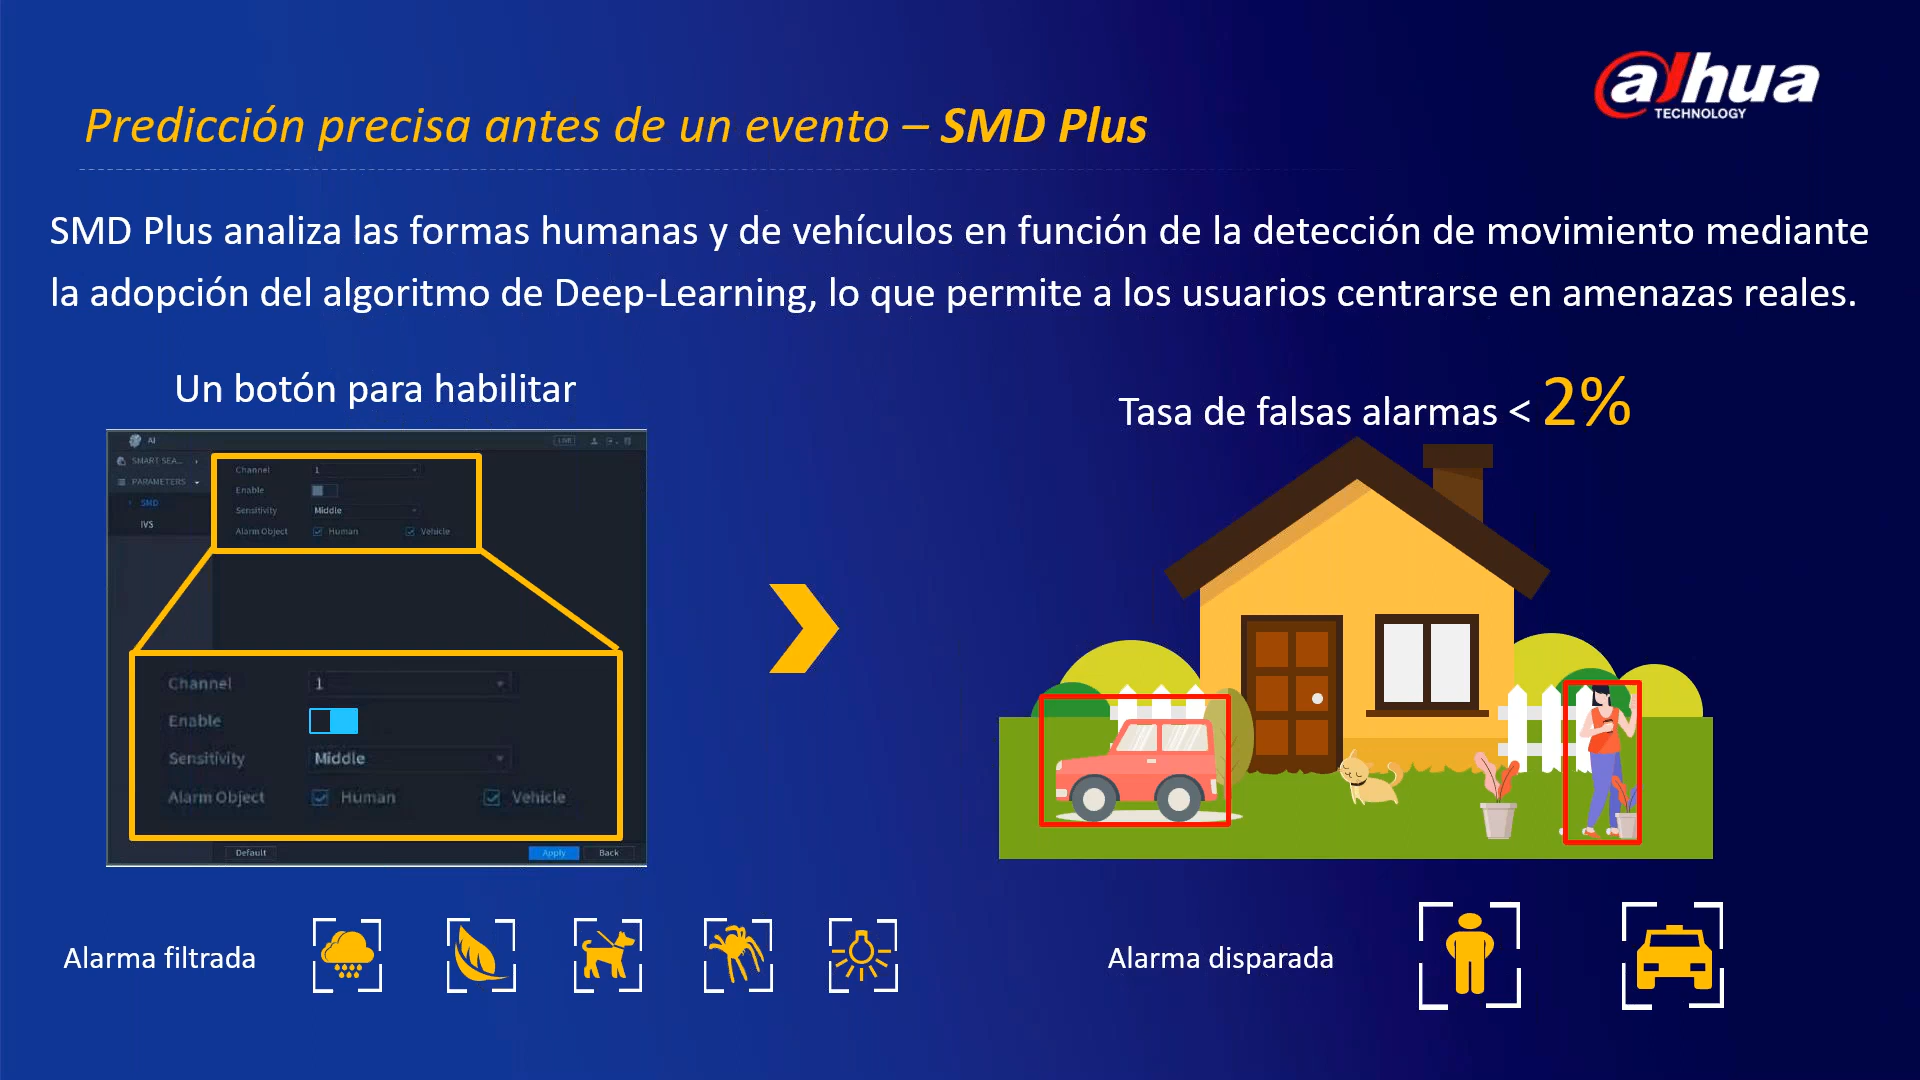 alhua
TECHNOLOGY
Predicción precisa antes de un evento – SMD Plus
SMD Plus analiza las formas humanas y de vehículos en función de la detección de movimiento mediante
la adopción del algoritmo de Deep-Learning, lo que permite a los usuarios centrarse en amenazas reales.
Un botón para habilitar
AI
LIVE
SMART SEA...
PARAMETERS
SMD
IVS
Channel 1
Enable
Sensitivity Middle
Alarm Object Human Vehicle
Channel 1
Enable
Sensitivity Middle
Alarm Object Human Vehicle
Default Apply Back
Tasa de falsas alarmas < 2%
Alarma filtrada
Alarma disparada